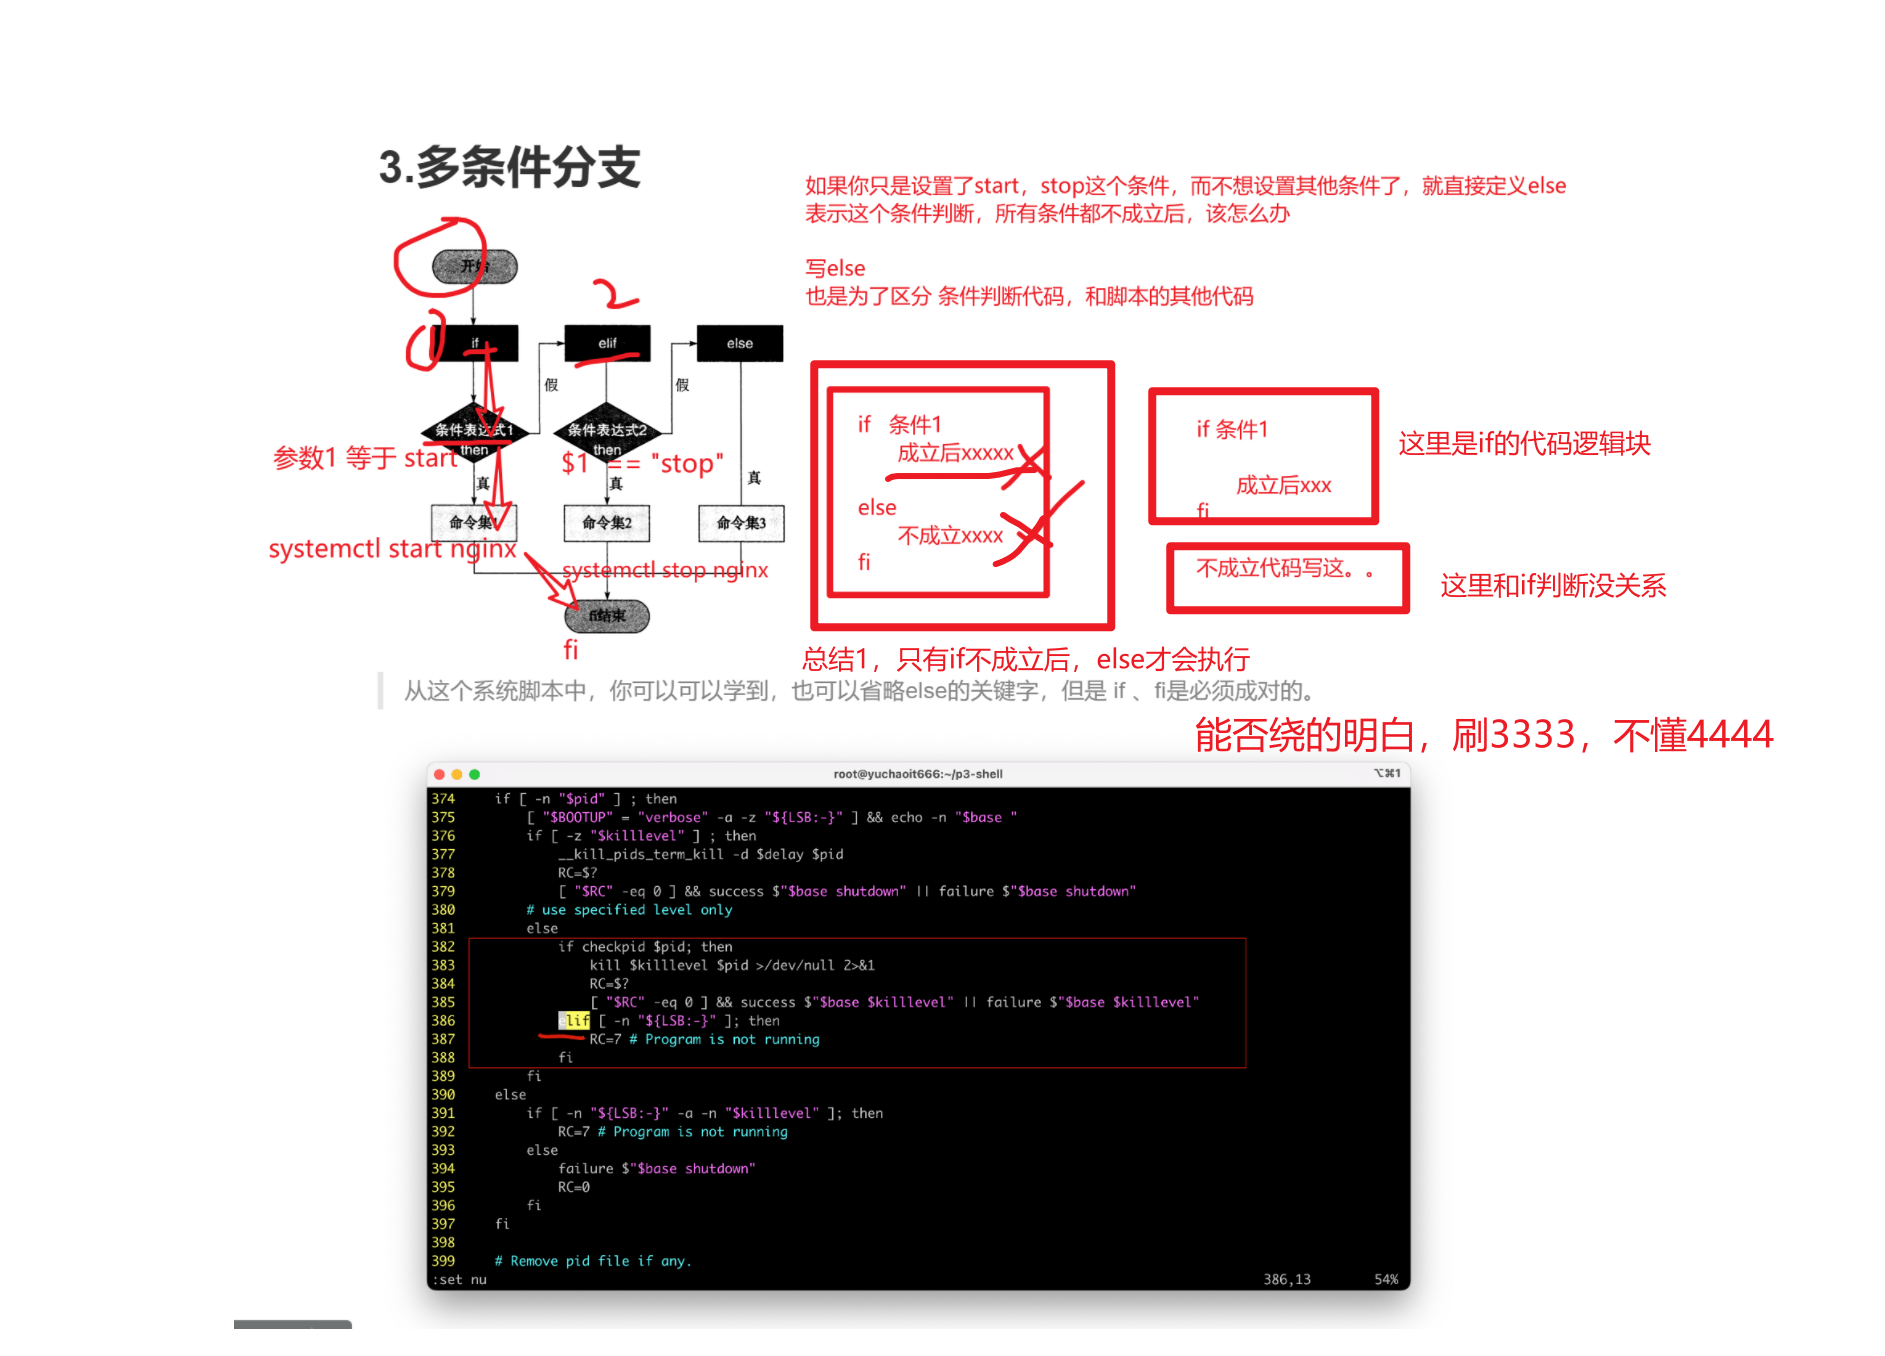 3.多条件分支
如果你只是设置了start，stop这个条件，而不想设置其他条件了，就直接定义else
表示这个条件判断，所有条件都不成立后，该怎么办
写else
也是为了区分 条件判断代码，和脚本的其他代码
开始
2
1
if
elif
else
假
假
条件表达式1
then
条件表达式2
then
参数1 等于 start
$1 == "stop"
真
真
真
命令集1
命令集2
命令集3
systemctl start nginx
systemctl stop nginx
fi结束
fi
if 条件1
成立后xxxxx
else
不成立xxxx
fi
if 条件1
成立后xxx
fi
这里是if的代码逻辑块
不成立代码写这。。
这里和if判断没关系
总结1，只有if不成立后，else才会执行
从这个系统脚本中，你可以可以学到，也可以省略else的关键字，但是 if 、fi是必须成对的。
能否绕的明白，刷3333，不懂4444
root@yuchaoit666:~/p3-shell
⌥⌘1
374 if [ -n "$pid" ] ; then
375 [ "$BOOTUP" = "verbose" -a -z "${LSB:-}" ] && echo -n "$base "
376 if [ -z "$killlevel" ] ; then
377 __kill_pids_term_kill -d $delay $pid
378 RC=$?
379 [ "$RC" -eq 0 ] && success $"$base shutdown" || failure $"$base shutdown"
380 # use specified level only
381 else
382 if checkpid $pid; then
383 kill $killlevel $pid >/dev/null 2>&1
384 RC=$?
385 [ "$RC" -eq 0 ] && success $"$base $killlevel" || failure $"$base $killlevel"
386 elif [ -n "${LSB:-}" ]; then
387 RC=7 # Program is not running
388 fi
389 fi
390 else
391 if [ -n "${LSB:-}" -a -n "$killlevel" ]; then
392 RC=7 # Program is not running
393 else
394 failure $"$base shutdown"
395 RC=0
396 fi
397 fi
398
399 # Remove pid file if any.
:set nu 386,13 54%